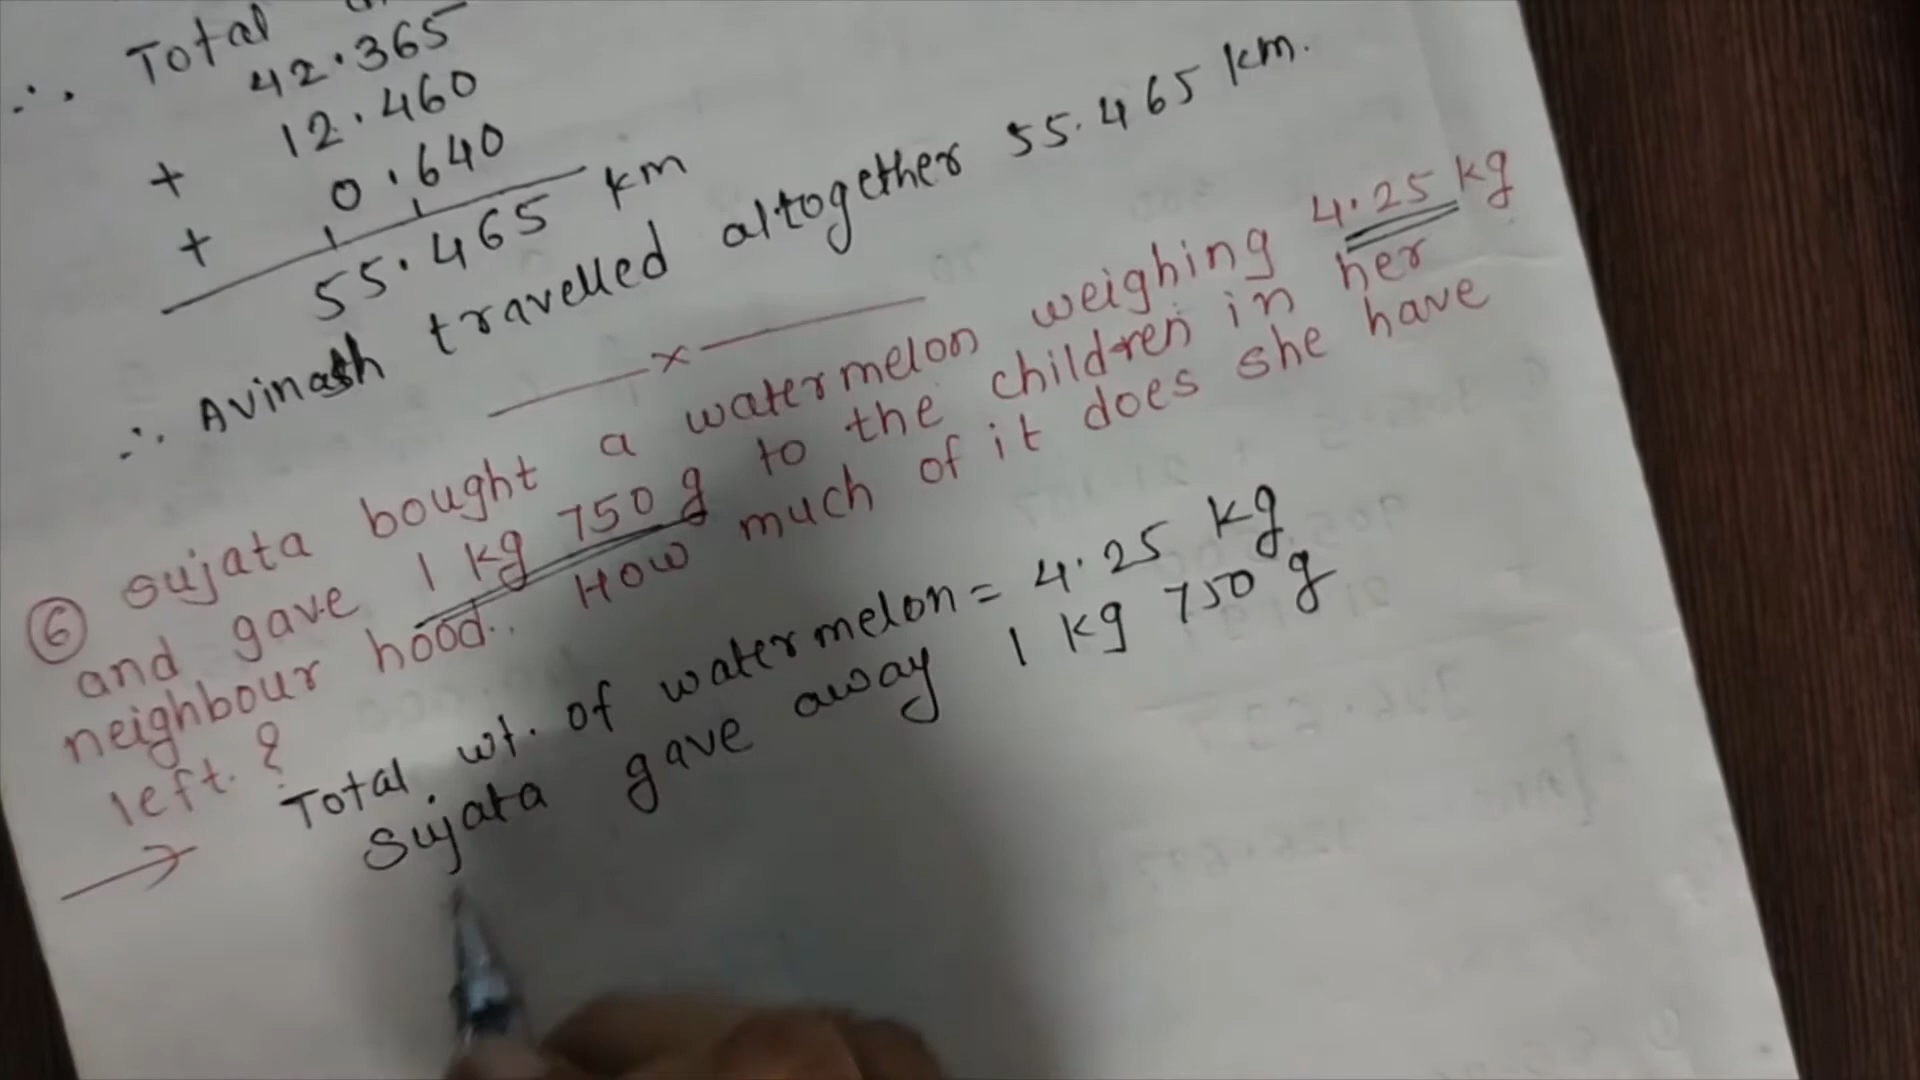 ∴ Total
42.365
+ 12.460
+ 0.640
1 1
55.465 km
∴ Avinash travelled altogether 55.465 km.
x
⑥ sujata bought a watermelon weighing 4.25 kg
and gave 1 kg 750 g to the children in her
neighbour hood. How much of it does she have
left. ?
→ Total wt. of watermelon = 4.25 kg
Sujata gave away 1 kg 750 g